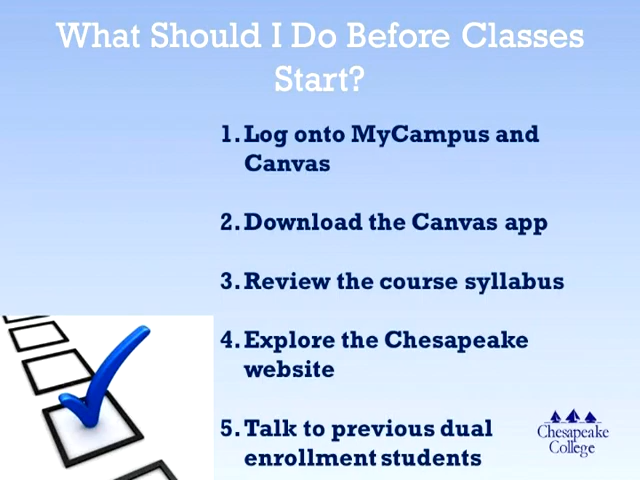 What Should I Do Before Classes
Start?
1. Log onto MyCampus and
Canvas
2. Download the Canvas app
3. Review the course syllabus
4. Explore the Chesapeake
website
5. Talk to previous dual
enrollment students
Chesapeake
College